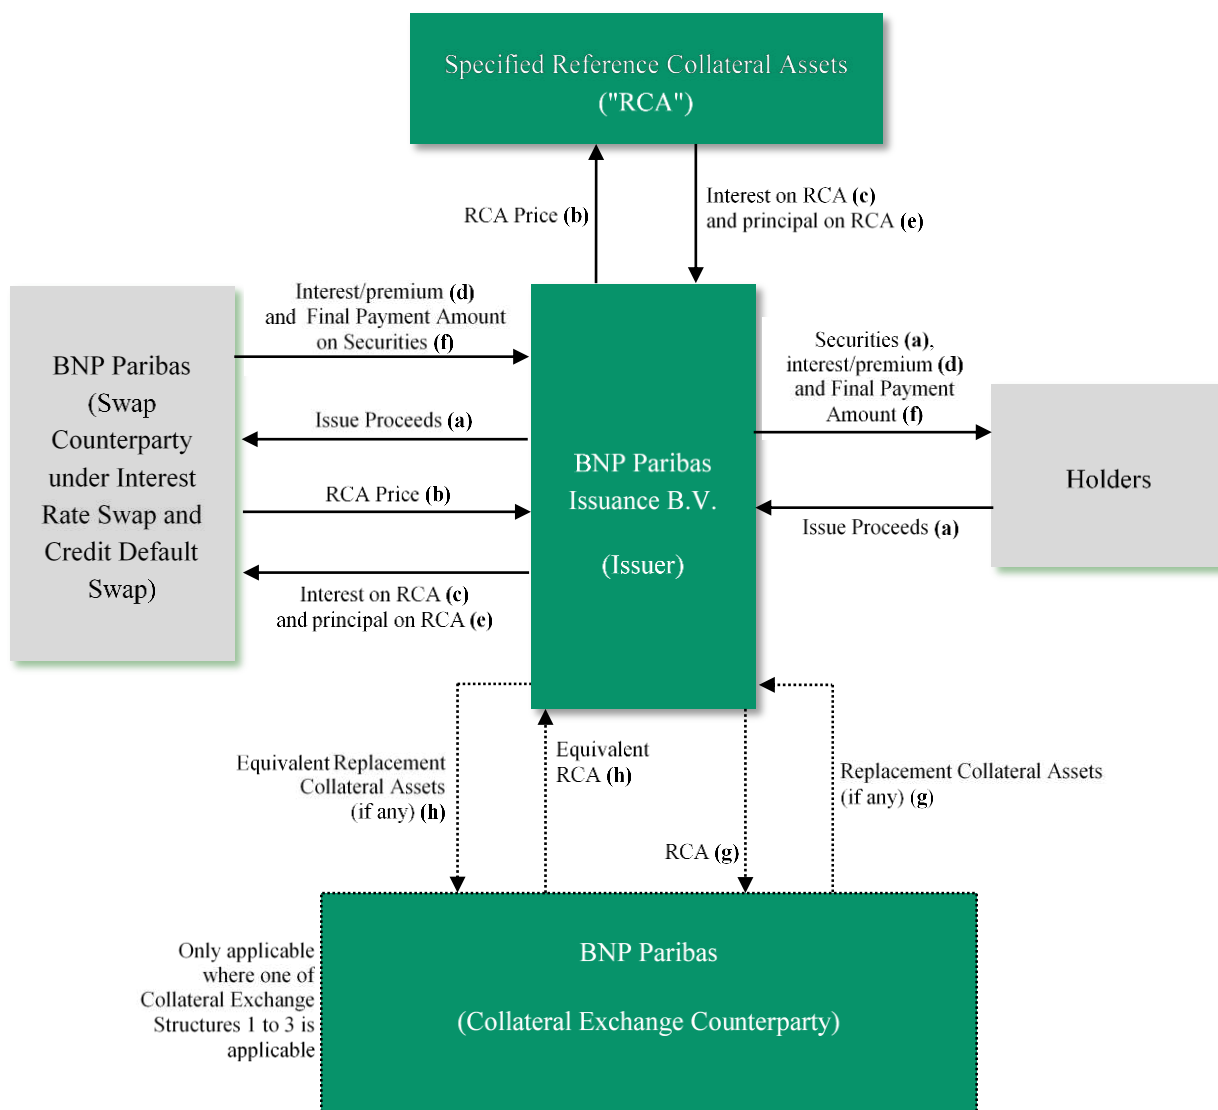 Specified Reference Collateral Assets
("RCA")
RCA Price (b)
Interest on RCA (c)
and principal on RCA (e)
Interest/premium (d)
and Final Payment Amount
on Securities (f)
Issue Proceeds (a)
RCA Price (b)
Interest on RCA (c)
and principal on RCA (e)
BNP Paribas
(Swap
Counterparty
under Interest
Rate Swap and
Credit Default
Swap)
BNP Paribas
Issuance B.V.
(Issuer)
Securities (a),
interest/premium (d)
and Final Payment
Amount (f)
Issue Proceeds (a)
Holders
Equivalent Replacement
Collateral Assets
(if any) (h)
Equivalent
RCA (h)
RCA (g)
Replacement Collateral Assets
(if any) (g)
Only applicable
where one of
Collateral Exchange
Structures 1 to 3 is
applicable
BNP Paribas
(Collateral Exchange Counterparty)